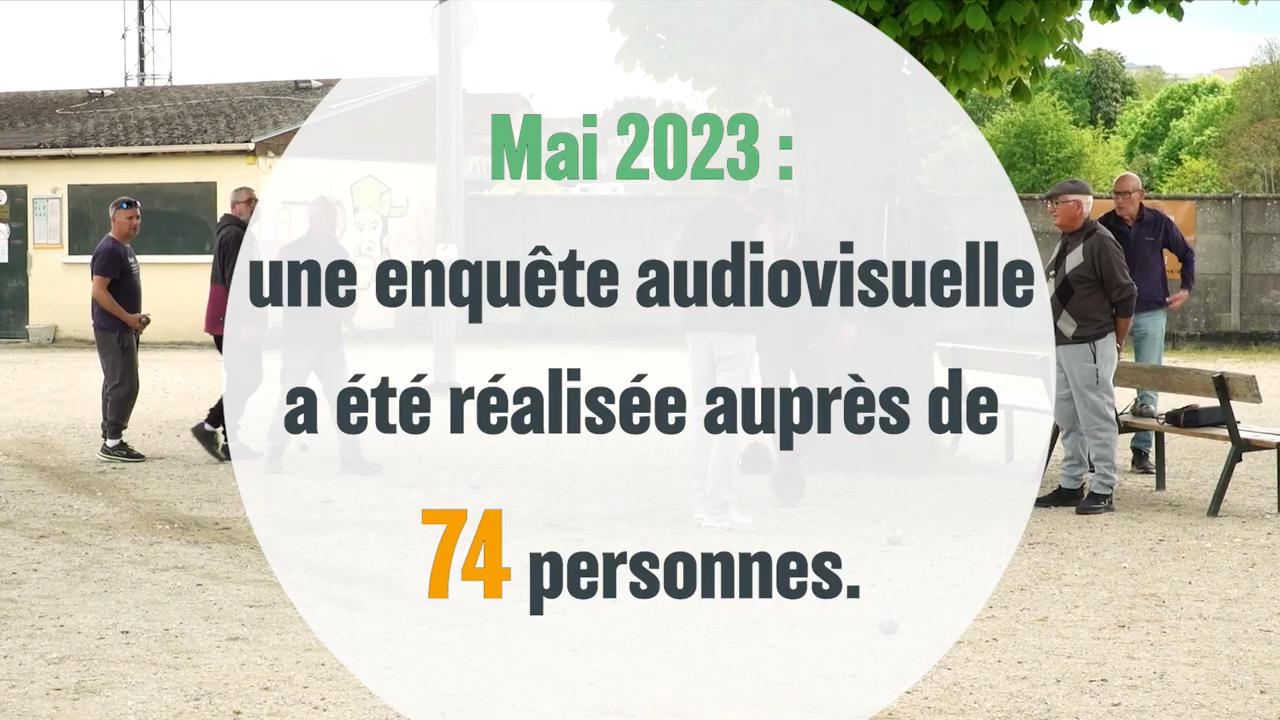 Mai 2023 :
une enquête audiovisuelle
a été réalisée auprès de
74 personnes.